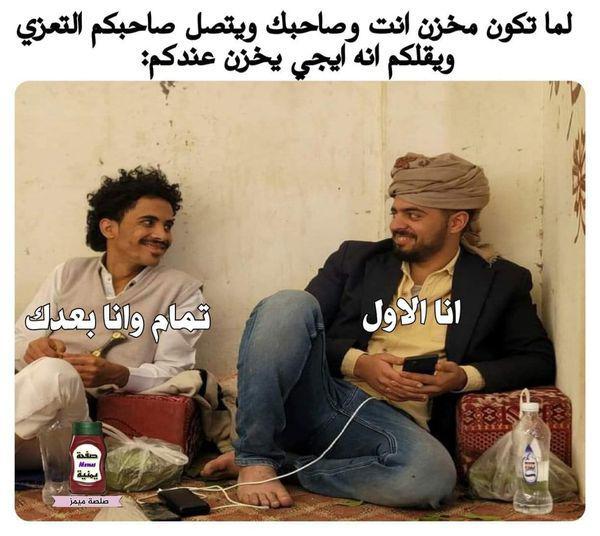 لما تكون مخزن انت وصاحبك ويتصل صاحبكم التعزي
ويقلكم انه ايجي يخزن عندكم:
انا الاول
تمام وانا بعدك
صفحة
Memes
يمنية
صلصة ميمز